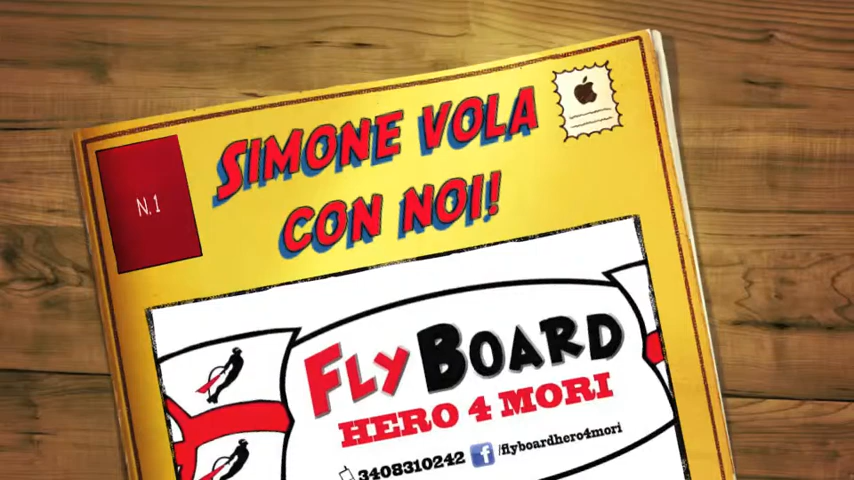 N.1
SIMONE VOLA
CON NOI!
FLYBOARD
HERO 4 MORI
3408310242 f /flyboardhero4mori